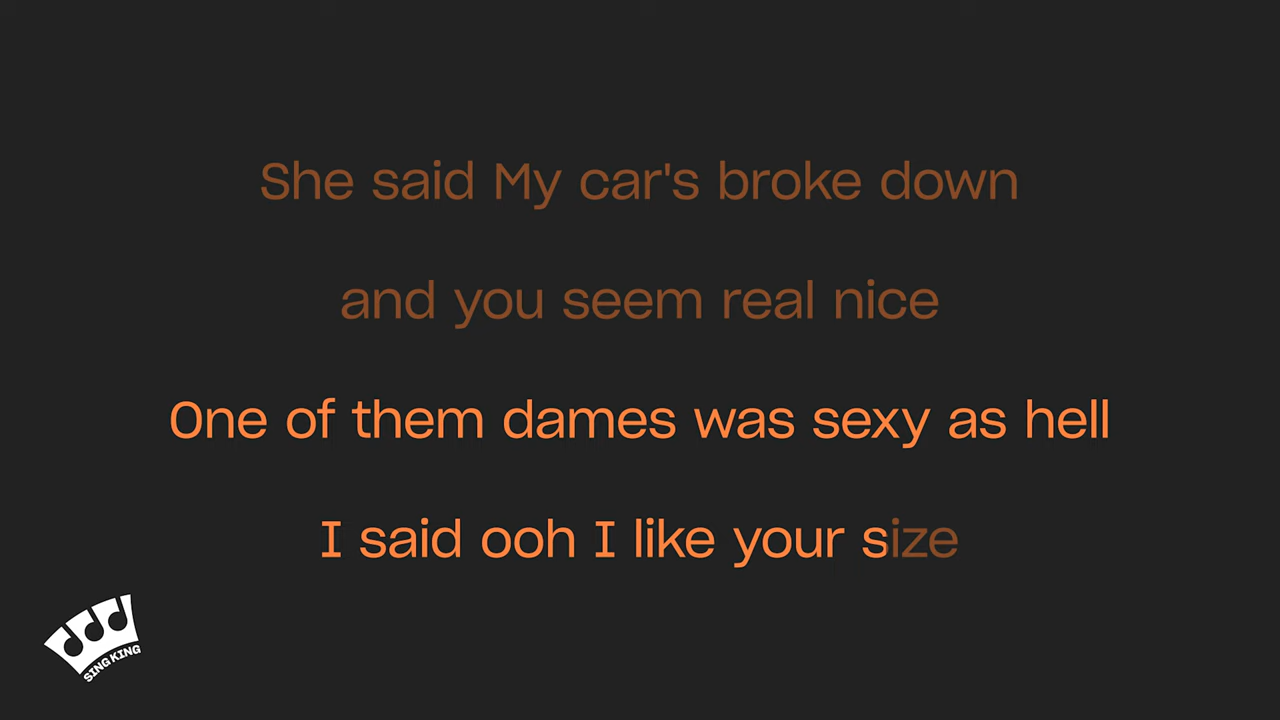 She said My car's broke down
and you seem real nice
One of them dames was sexy as hell
I said ooh I like your size
SING KING